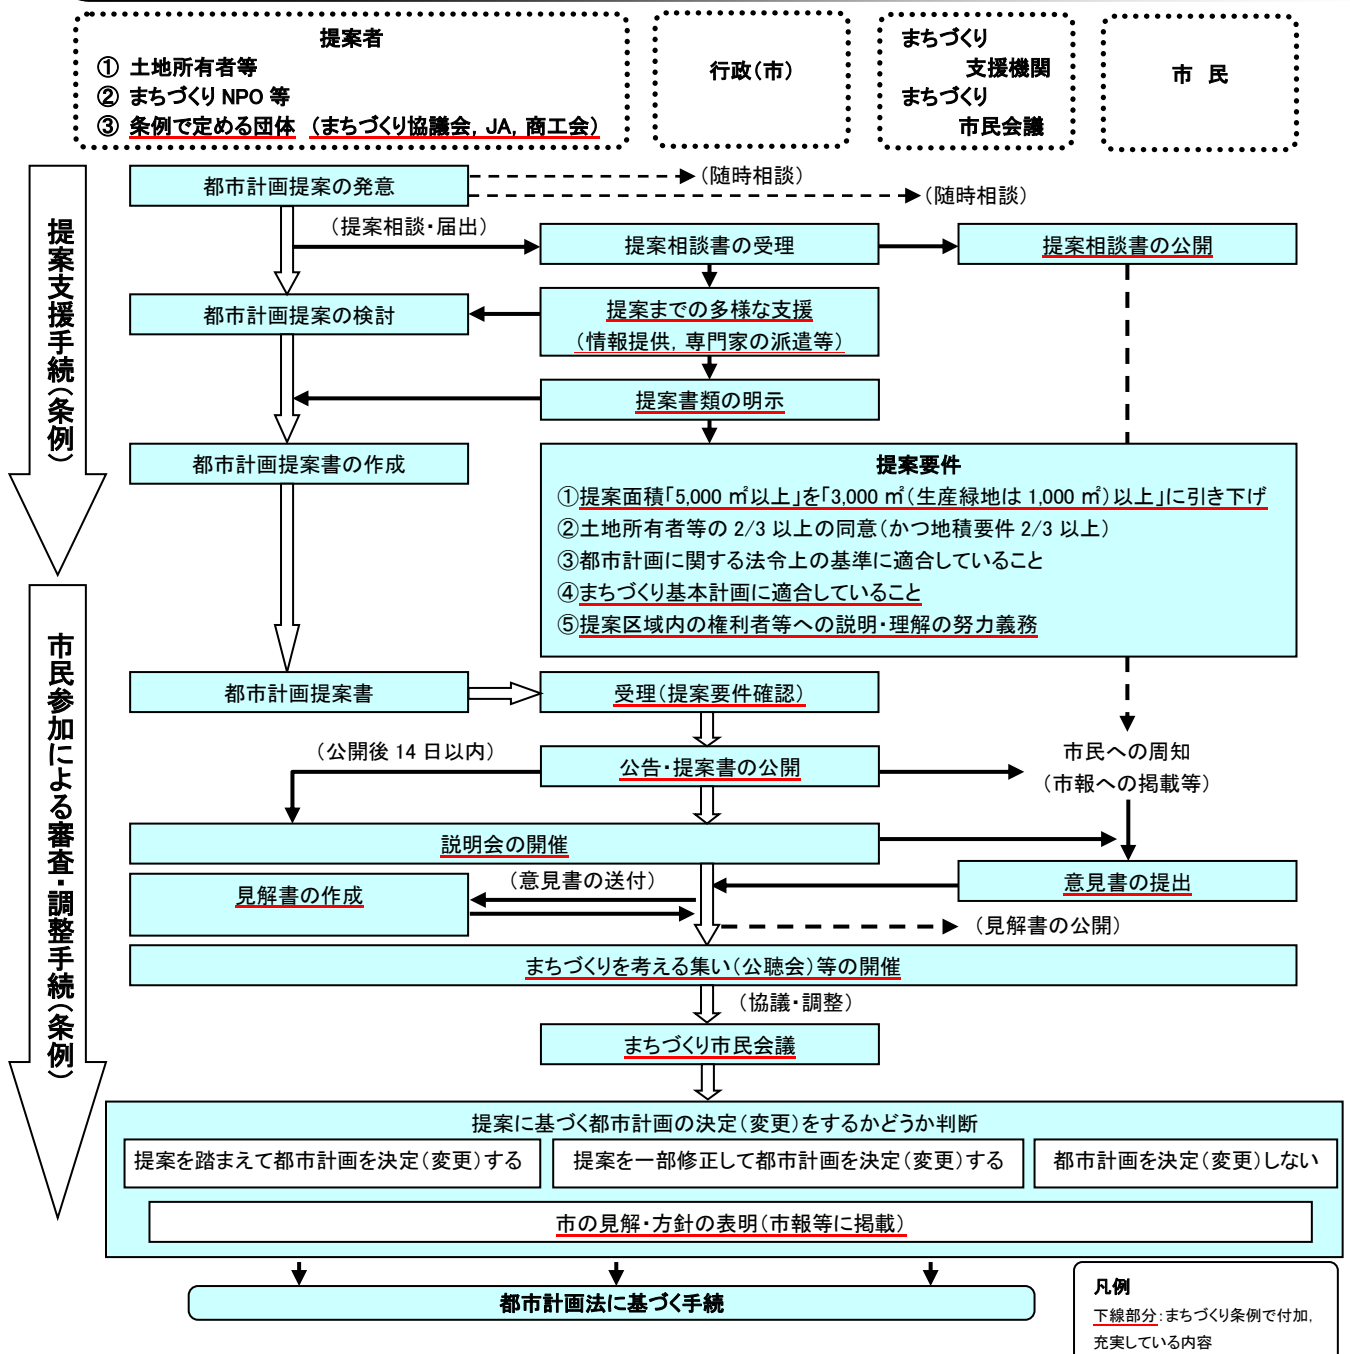 提案者
① 土地所有者等
② まちづくり NPO 等
③ 条例で定める団体 (まちづくり協議会, JA, 商工会)
行政(市)
まちづくり
支援機関
まちづくり
市民会議
市 民
提案支援手続(条例)
市民参加による審査・調整手続(条例)
都市計画提案の発意
(随時相談)
(随時相談)
(提案相談・届出)
提案相談書の受理
提案相談書の公開
都市計画提案の検討
提案までの多様な支援
(情報提供, 専門家の派遣等)
提案書類の明示
都市計画提案書の作成
提案要件
①提案面積「5,000 ㎡以上」を「3,000 ㎡(生産緑地は 1,000 ㎡)以上」に引き下げ
②土地所有者等の 2/3 以上の同意(かつ地積要件 2/3 以上)
③都市計画に関する法令上の基準に適合していること
④まちづくり基本計画に適合していること
⑤提案区域内の権利者等への説明・理解の努力義務
都市計画提案書
受理(提案要件確認)
(公開後 14 日以内)
公告・提案書の公開
市民への周知
(市報への掲載等)
説明会の開催
見解書の作成
(意見書の送付)
意見書の提出
(見解書の公開)
まちづくりを考える集い(公聴会)等の開催
(協議・調整)
まちづくり市民会議
提案に基づく都市計画の決定(変更)をするかどうか判断
提案を踏まえて都市計画を決定(変更)する
提案を一部修正して都市計画を決定(変更)する
都市計画を決定(変更)しない
市の見解・方針の表明(市報等に掲載)
都市計画法に基づく手続
凡例
下線部分:まちづくり条例で付加,
充実している内容